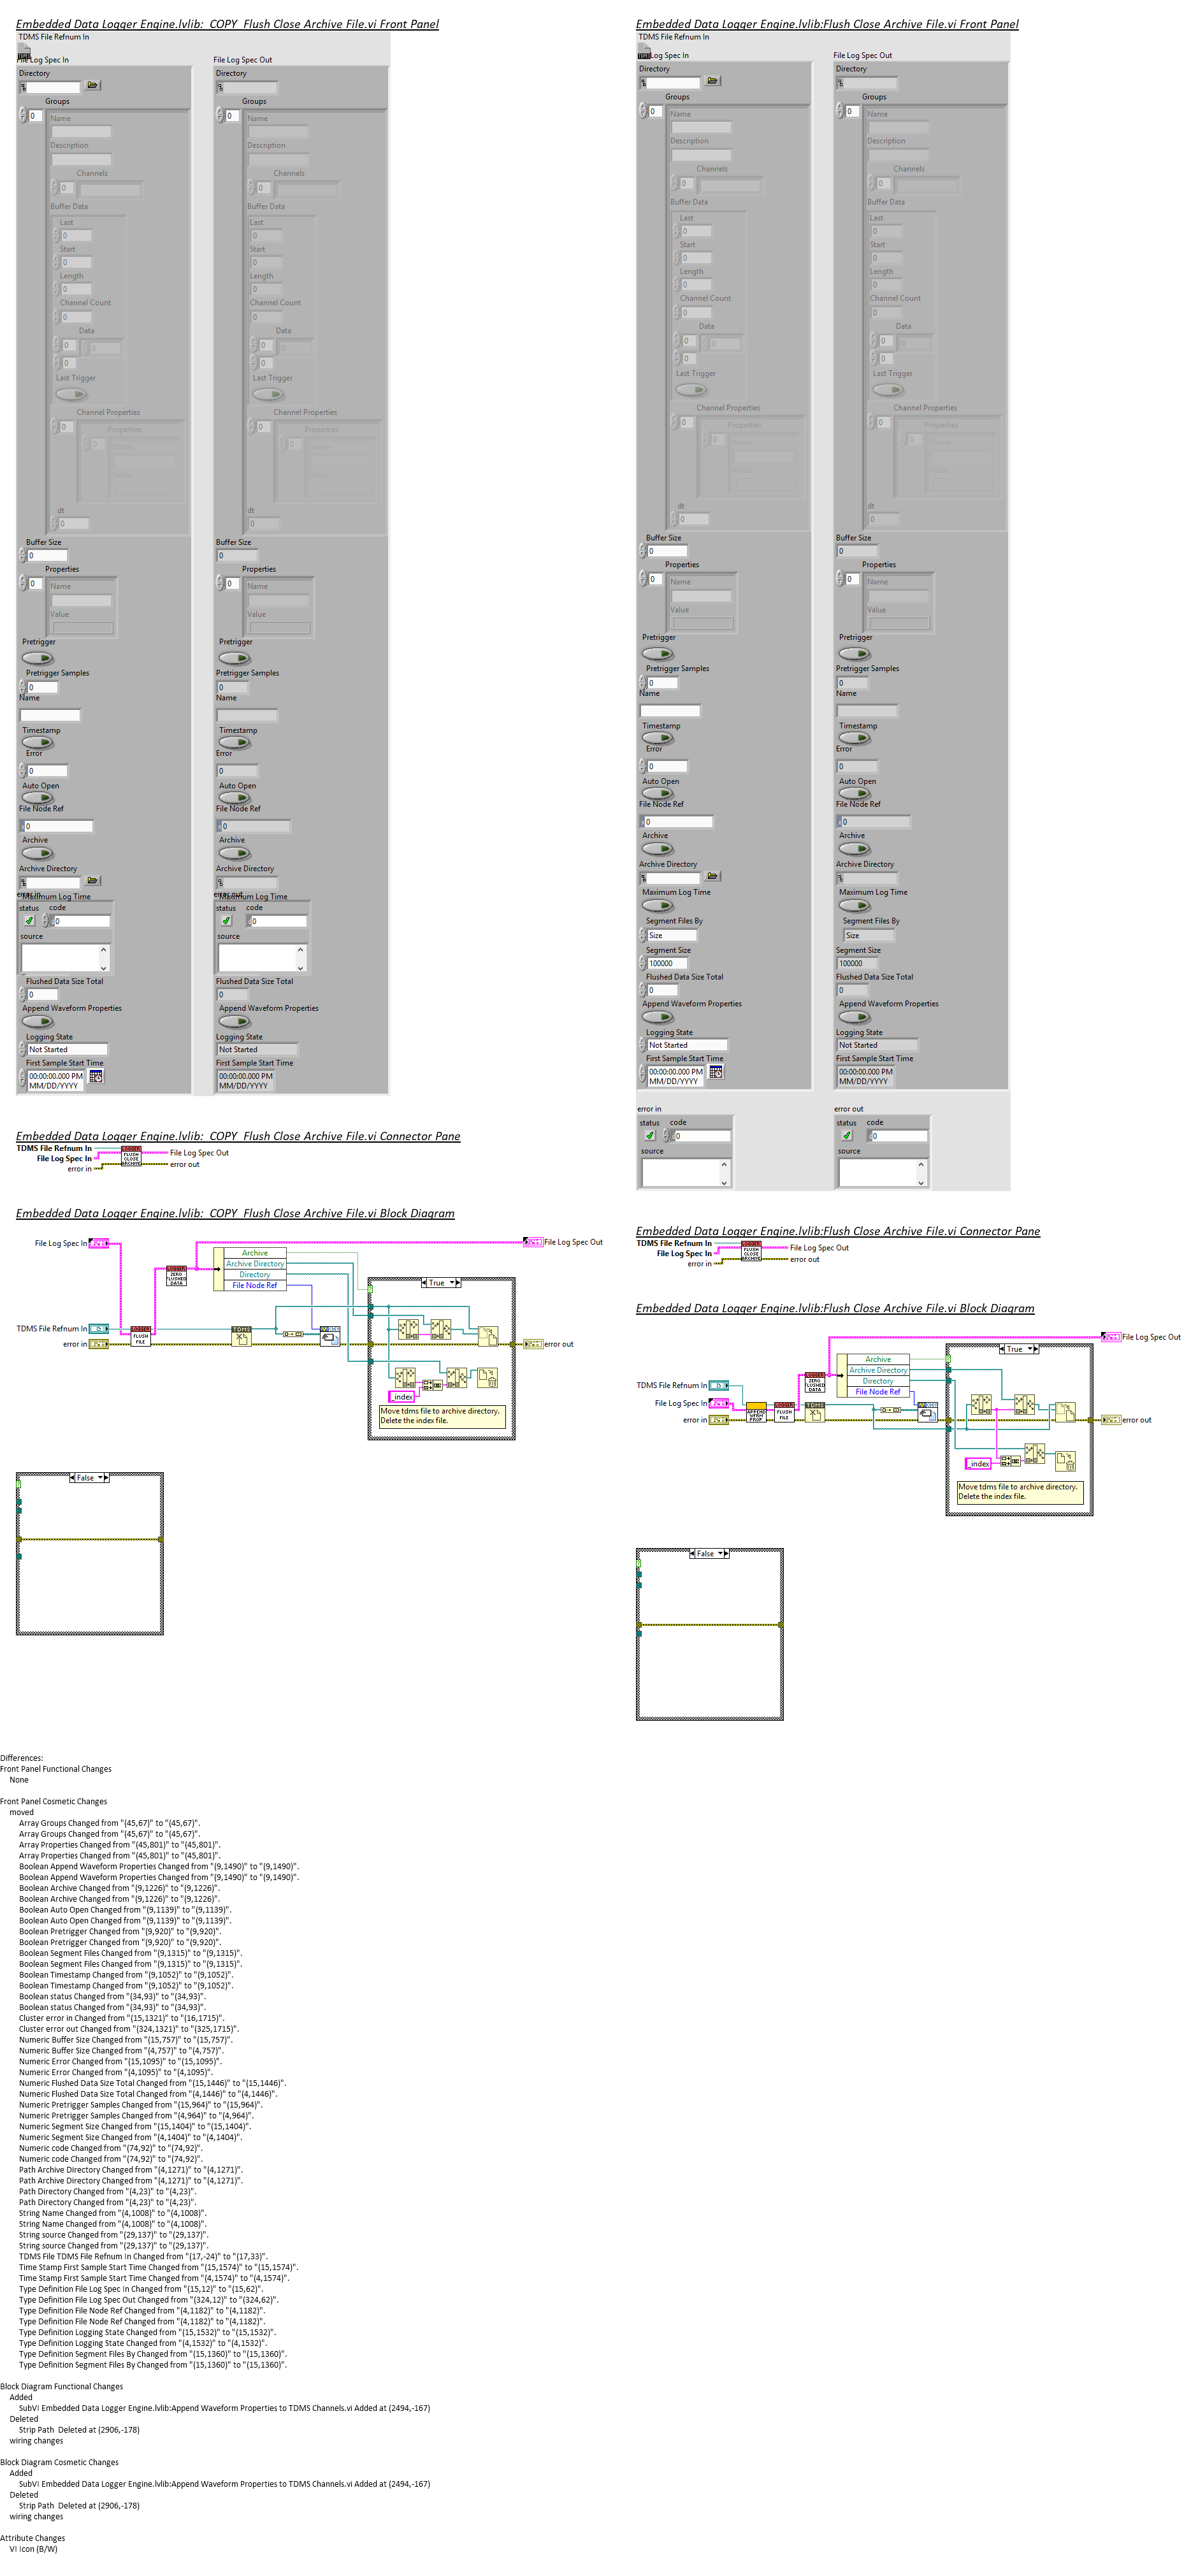 Embedded Data Logger Engine.lvlib:_COPY_Flush Close Archive File.vi Front Panel
TDMS File Refnum In
File Log Spec In
File Log Spec Out
Directory
Directory
Groups
Groups
0
0
Name
Name
Description
Description
Channels
Channels
0
0
Buffer Data
Buffer Data
Last
Last
0
0
Start
Start
0
0
Length
Length
0
0
Channel Count
Channel Count
0
0
Data
Data
0
0
0
0
0
0
Last Trigger
Last Trigger
Channel Properties
Channel Properties
0
0
Properties
Properties
0
0
Name
Name
Value
Value
dt
dt
0
0
Buffer Size
Buffer Size
0
0
Properties
Properties
0
0
Name
Name
Value
Value
Pretrigger
Pretrigger
Pretrigger Samples
Pretrigger Samples
0
0
Name
Name
Timestamp
Timestamp
Error
Error
0
0
Auto Open
Auto Open
File Node Ref
File Node Ref
0
0
Archive
Archive
Archive Directory
Archive Directory
error in
error out
Maximum Log Time
Maximum Log Time
status code
status code
0
0
source
source
Flushed Data Size Total
Flushed Data Size Total
0
0
Append Waveform Properties
Append Waveform Properties
Logging State
Logging State
Not Started
Not Started
First Sample Start Time
First Sample Start Time
00:00:00.000 PM
MM/DD/YYYY
00:00:00.000 PM
MM/DD/YYYY
Embedded Data Logger Engine.lvlib:_COPY_Flush Close Archive File.vi Connector Pane
TDMS File Refnum In
File Log Spec In
error in
LOGGER
FLUSH
CLOSE
ARCHIVE
File Log Spec Out
error out
Embedded Data Logger Engine.lvlib:_COPY_Flush Close Archive File.vi Block Diagram
File Log Spec In
File Log Spec Out
Archive
Archive Directory
Directory
File Node Ref
LOGGER
ZERO
FLUSHED
DATA
True
TDMS File Refnum In
LOGGER
FLUSH
FILE
TDMS
error in
error out
_index
Move tdms file to archive directory.
Delete the index file.
False
Embedded Data Logger Engine.lvlib:Flush Close Archive File.vi Front Panel
TDMS File Refnum In
Log Spec In
File Log Spec Out
Directory
Directory
Groups
Groups
0
0
Name
Name
Description
Description
Channels
Channels
0
0
Buffer Data
Buffer Data
Last
Last
0
0
Start
Start
0
0
Length
Length
0
0
Channel Count
Channel Count
0
0
Data
Data
0
0
0
0
0
0
Last Trigger
Last Trigger
Channel Properties
Channel Properties
0
0
Properties
Properties
0
0
Name
Name
Value
Value
dt
dt
0
0
Buffer Size
Buffer Size
0
0
Properties
Properties
0
0
Name
Name
Value
Value
Pretrigger
Pretrigger
Pretrigger Samples
Pretrigger Samples
0
0
Name
Name
Timestamp
Timestamp
Error
Error
0
0
Auto Open
Auto Open
File Node Ref
File Node Ref
0
0
Archive
Archive
Archive Directory
Archive Directory
Maximum Log Time
Maximum Log Time
Segment Files By
Segment Files By
Size
Size
Segment Size
Segment Size
100000
100000
Flushed Data Size Total
Flushed Data Size Total
0
0
Append Waveform Properties
Append Waveform Properties
Logging State
Logging State
Not Started
Not Started
First Sample Start Time
First Sample Start Time
00:00:00.000 PM
MM/DD/YYYY
00:00:00.000 PM
MM/DD/YYYY
error in
error out
status code
status code
0
0
source
source
Embedded Data Logger Engine.lvlib:Flush Close Archive File.vi Connector Pane
TDMS File Refnum In
File Log Spec In
error in
LOGGER
FLUSH
CLOSE
ARCHIVE
File Log Spec Out
error out
Embedded Data Logger Engine.lvlib:Flush Close Archive File.vi Block Diagram
File Log Spec Out
True
Archive
Archive Directory
Directory
File Node Ref
LOGGER
ZERO
FLUSHED
DATA
TDMS File Refnum In
File Log Spec In
error in
APPEND
WFRM
PROP
LOGGER
FLUSH
FILE
TDMS
error out
_index
Move tdms file to archive directory.
Delete the index file.
False
Differences:
Front Panel Functional Changes
None
Front Panel Cosmetic Changes
moved
Array Groups Changed from "(45,67)" to "(45,67)".
Array Groups Changed from "(45,67)" to "(45,67)".
Array Properties Changed from "(45,801)" to "(45,801)".
Array Properties Changed from "(45,801)" to "(45,801)".
Boolean Append Waveform Properties Changed from "(9,1490)" to "(9,1490)".
Boolean Append Waveform Properties Changed from "(9,1490)" to "(9,1490)".
Boolean Archive Changed from "(9,1226)" to "(9,1226)".
Boolean Archive Changed from "(9,1226)" to "(9,1226)".
Boolean Auto Open Changed from "(9,1139)" to "(9,1139)".
Boolean Auto Open Changed from "(9,1139)" to "(9,1139)".
Boolean Pretrigger Changed from "(9,920)" to "(9,920)".
Boolean Pretrigger Changed from "(9,920)" to "(9,920)".
Boolean Segment Files Changed from "(9,1315)" to "(9,1315)".
Boolean Segment Files Changed from "(9,1315)" to "(9,1315)".
Boolean Timestamp Changed from "(9,1052)" to "(9,1052)".
Boolean Timestamp Changed from "(9,1052)" to "(9,1052)".
Boolean status Changed from "(34,93)" to "(34,93)".
Boolean status Changed from "(34,93)" to "(34,93)".
Cluster error in Changed from "(15,1321)" to "(16,1715)".
Cluster error out Changed from "(324,1321)" to "(325,1715)".
Numeric Buffer Size Changed from "(15,757)" to "(15,757)".
Numeric Buffer Size Changed from "(4,757)" to "(4,757)".
Numeric Error Changed from "(15,1095)" to "(15,1095)".
Numeric Error Changed from "(4,1095)" to "(4,1095)".
Numeric Flushed Data Size Total Changed from "(15,1446)" to "(15,1446)".
Numeric Flushed Data Size Total Changed from "(4,1446)" to "(4,1446)".
Numeric Pretrigger Samples Changed from "(15,964)" to "(15,964)".
Numeric Pretrigger Samples Changed from "(4,964)" to "(4,964)".
Numeric Segment Size Changed from "(15,1404)" to "(15,1404)".
Numeric Segment Size Changed from "(4,1404)" to "(4,1404)".
Numeric code Changed from "(74,92)" to "(74,92)".
Numeric code Changed from "(74,92)" to "(74,92)".
Path Archive Directory Changed from "(4,1271)" to "(4,1271)".
Path Archive Directory Changed from "(4,1271)" to "(4,1271)".
Path Directory Changed from "(4,23)" to "(4,23)".
Path Directory Changed from "(4,23)" to "(4,23)".
String Name Changed from "(4,1008)" to "(4,1008)".
String Name Changed from "(4,1008)" to "(4,1008)".
String source Changed from "(29,137)" to "(29,137)".
String source Changed from "(29,137)" to "(29,137)".
TDMS File TDMS File Refnum In Changed from "(17,-24)" to "(17,33)".
Time Stamp First Sample Start Time Changed from "(15,1574)" to "(15,1574)".
Time Stamp First Sample Start Time Changed from "(4,1574)" to "(4,1574)".
Type Definition File Log Spec In Changed from "(15,12)" to "(15,62)".
Type Definition File Log Spec Out Changed from "(324,12)" to "(324,62)".
Type Definition File Node Ref Changed from "(4,1182)" to "(4,1182)".
Type Definition File Node Ref Changed from "(4,1182)" to "(4,1182)".
Type Definition Logging State Changed from "(15,1532)" to "(15,1532)".
Type Definition Logging State Changed from "(4,1532)" to "(4,1532)".
Type Definition Segment Files By Changed from "(15,1360)" to "(15,1360)".
Type Definition Segment Files By Changed from "(15,1360)" to "(15,1360)".
Block Diagram Functional Changes
Added
SubVI Embedded Data Logger Engine.lvlib:Append Waveform Properties to TDMS Channels.vi Added at (2494,-167)
Deleted
Strip Path  Deleted at (2906,-178)
wiring changes
Block Diagram Cosmetic Changes
Added
SubVI Embedded Data Logger Engine.lvlib:Append Waveform Properties to TDMS Channels.vi Added at (2494,-167)
Deleted
Strip Path  Deleted at (2906,-178)
wiring changes
Attribute Changes
VI Icon (B/W)